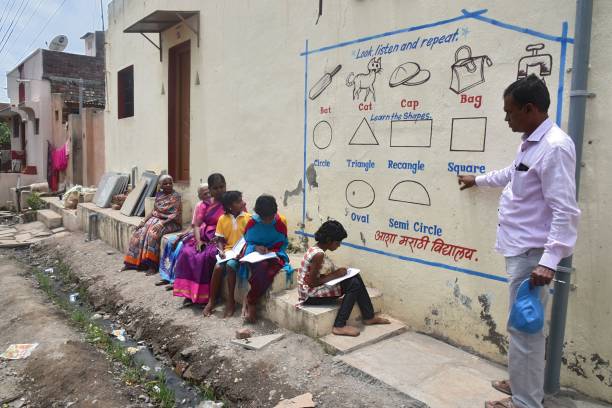 Look, listen and repeat.
Bat Cat Cap Bag
Learn the Shapes.
Circle Triangle Recangle Square
Oval Semi Circle
आशा मराठी विद्यालय.